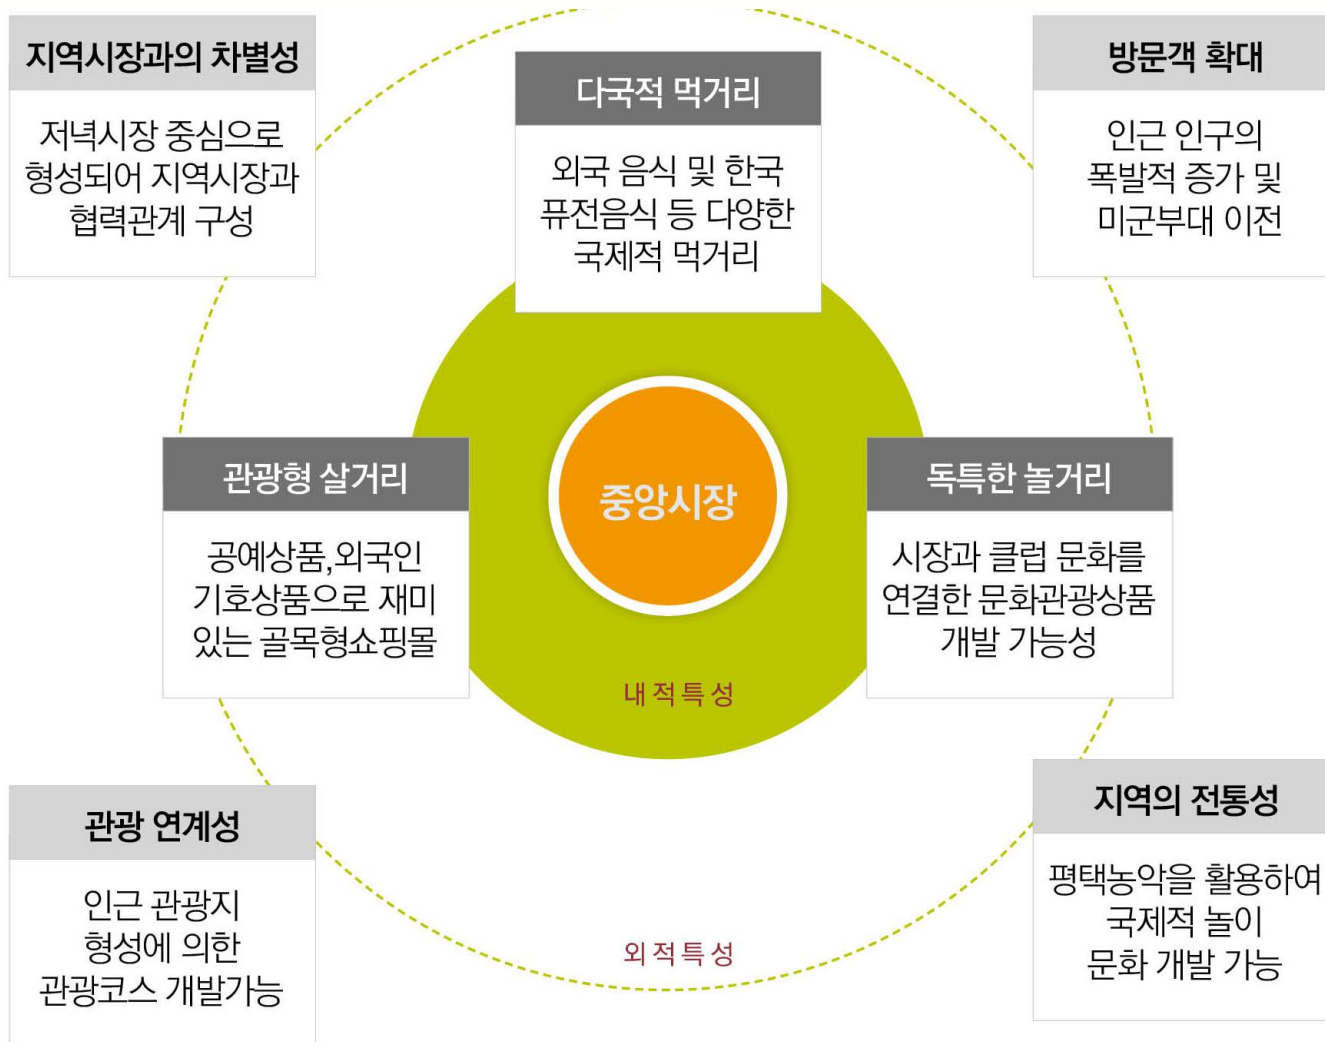 지역시장과의 차별성
저녁시장 중심으로
형성되어 지역시장과
협력관계 구성
다국적 먹거리
외국 음식 및 한국
퓨전음식 등 다양한
국제적 먹거리
방문객 확대
인근 인구의
폭발적 증가 및
미군부대 이전
관광형 살거리
공예상품,외국인
기호상품으로 재미
있는 골목형쇼핑몰
중앙시장
독특한 놀거리
시장과 클럽 문화를
연결한 문화관광상품
개발 가능성
내적특성
관광 연계성
인근 관광지
형성에 의한
관광코스 개발가능
외적특성
지역의 전통성
평택농악을 활용하여
국제적 놀이
문화 개발 가능